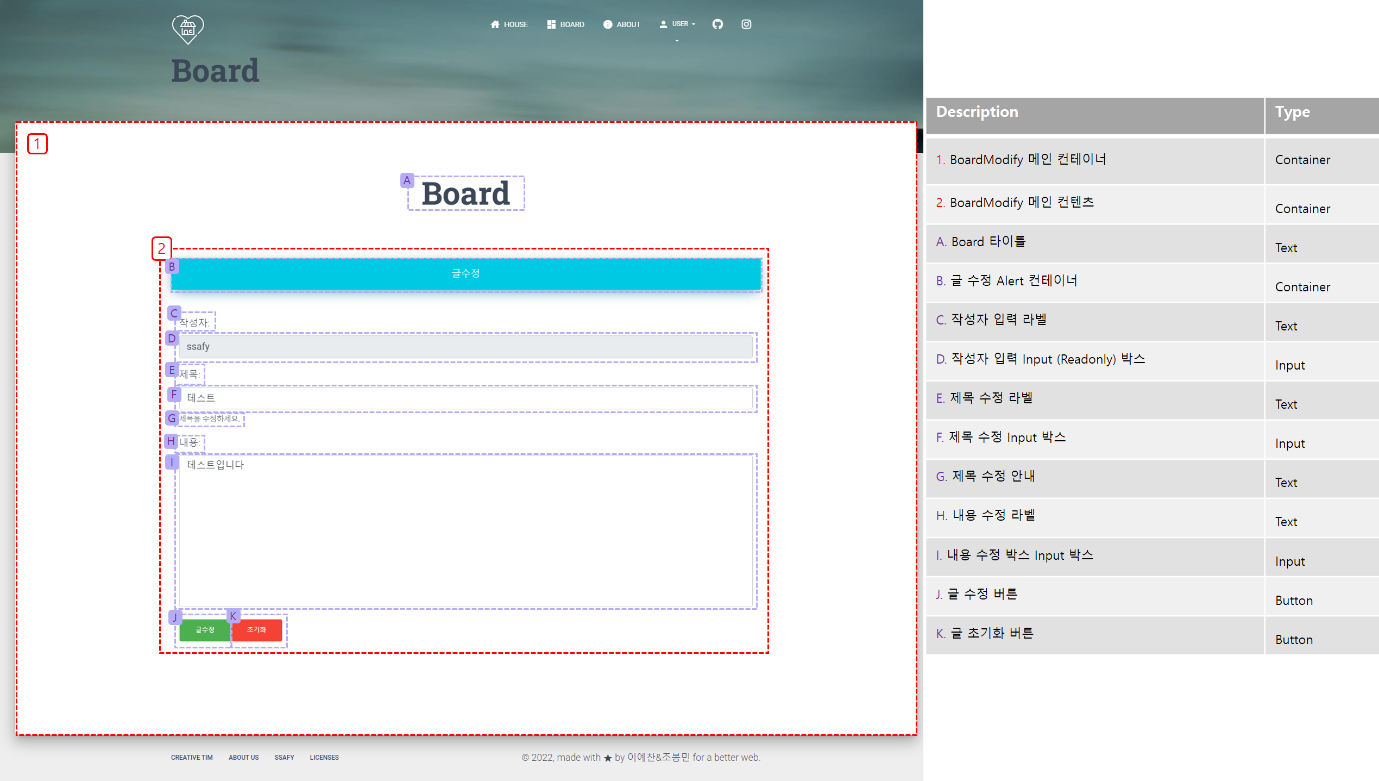 HOUSE BOARD ABOUT USER
Board
1
A Board
2
B 글수정
C 작성자:
D ssafy
E 제목:
F 테스트
G 제목을 수정하세요.
H 내용:
I 테스트입니다
J 글수정 K 초기화
CREATIVE TIM ABOUT US SSAFY LICENSES
© 2022, made with ★ by 이예찬&조봉민 for a better web.
Description Type
1. BoardModify 메인 컨테이너 Container
2. BoardModify 메인 컨텐츠 Container
A. Board 타이틀 Text
B. 글 수정 Alert 컨테이너 Container
C. 작성자 입력 라벨 Text
D. 작성자 입력 Input (Readonly) 박스 Input
E. 제목 수정 라벨 Text
F. 제목 수정 Input 박스 Input
G. 제목 수정 안내 Text
H. 내용 수정 라벨 Text
I. 내용 수정 박스 Input 박스 Input
J. 글 수정 버튼 Button
K. 글 초기화 버튼 Button